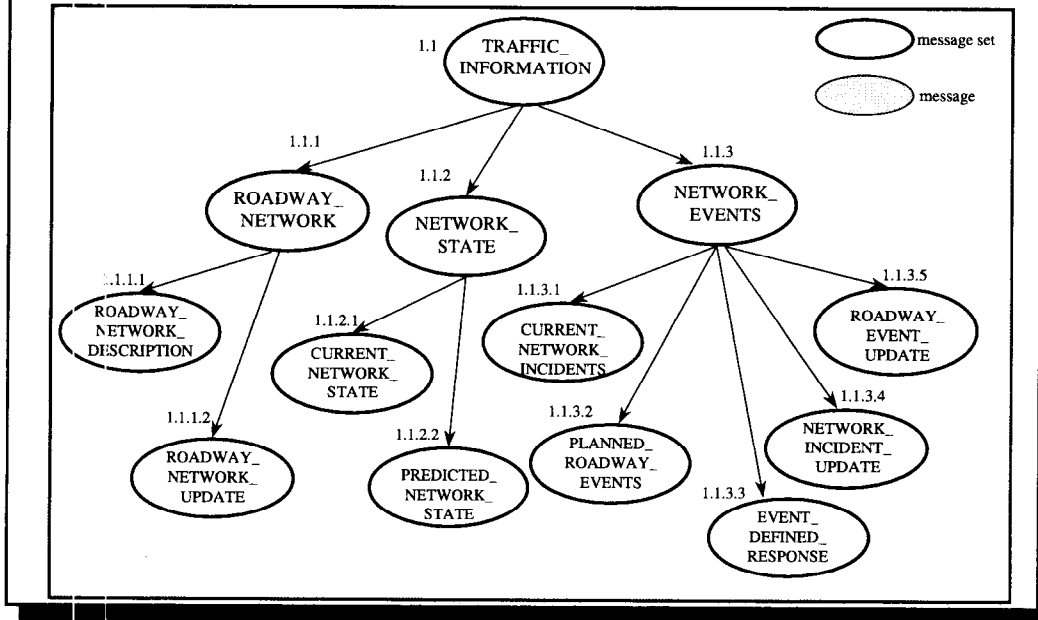 1.1
TRAFFIC_
INFORMATION
message set
message
1.1.1
ROADWAY_
NETWORK
1.1.2
NETWORK_
STATE
1.1.3
NETWORK_
EVENTS
1.1.1.1
ROADWAY_
NETWORK_
DESCRIPTION
1.1.1.2
ROADWAY_
NETWORK_
UPDATE
1.1.2.1
CURRENT_
NETWORK_
STATE
1.1.2.2
PREDICTED_
NETWORK_
STATE
1.1.3.1
CURRENT_
NETWORK_
INCIDENTS
1.1.3.2
PLANNED_
ROADWAY_
EVENTS
1.1.3.3
EVENT_
DEFINED_
RESPONSE
1.1.3.4
NETWORK_
INCIDENT_
UPDATE
1.1.3.5
ROADWAY_
EVENT_
UPDATE